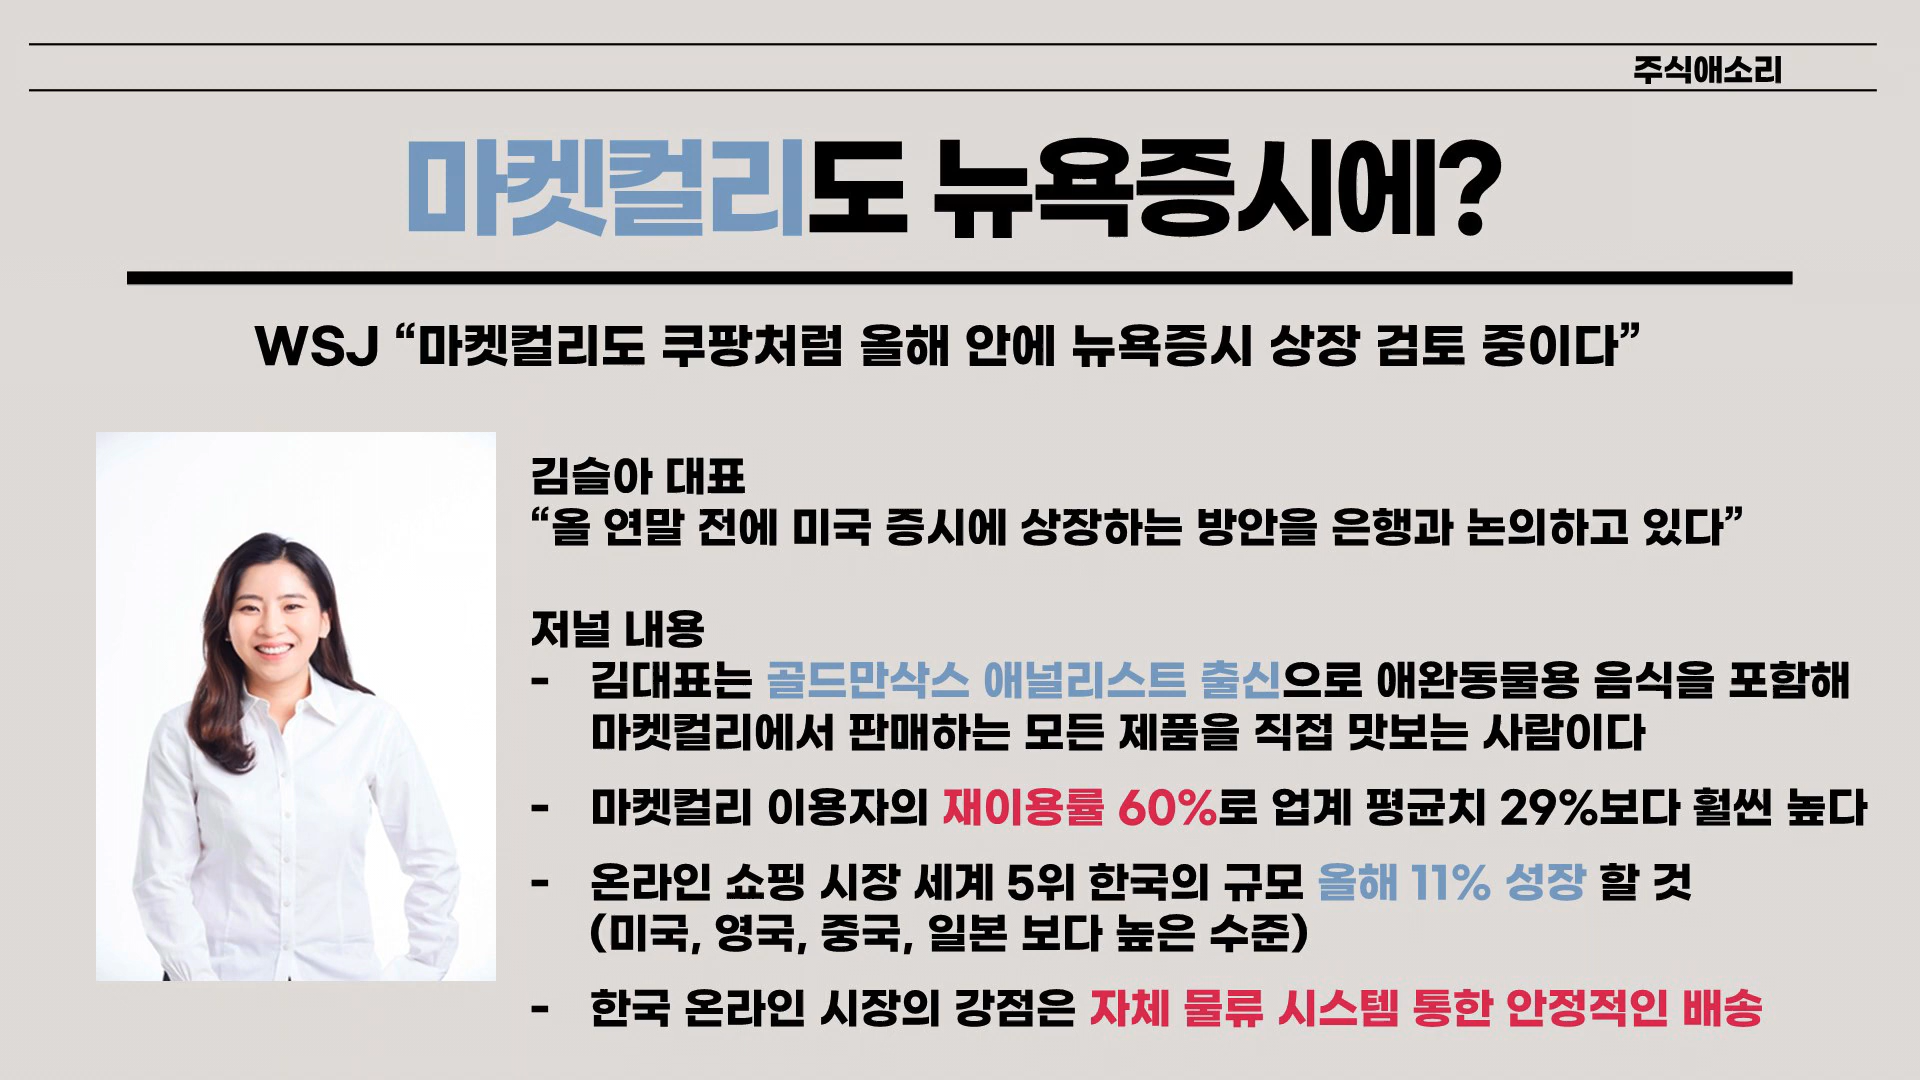 주식애소리
마켓컬리도 뉴욕증시에?
WSJ “마켓컬리도 쿠팡처럼 올해 안에 뉴욕증시 상장 검토 중이다”
김슬아 대표
“올 연말 전에 미국 증시에 상장하는 방안을 은행과 논의하고 있다”
저널 내용
- 김대표는 골드만삭스 애널리스트 출신으로 애완동물용 음식을 포함해
마켓컬리에서 판매하는 모든 제품을 직접 맛보는 사람이다
- 마켓컬리 이용자의 재이용률 60%로 업계 평균치 29%보다 훨씬 높다
- 온라인 쇼핑 시장 세계 5위 한국의 규모 올해 11% 성장 할 것
(미국, 영국, 중국, 일본 보다 높은 수준)
- 한국 온라인 시장의 강점은 자체 물류 시스템 통한 안정적인 배송